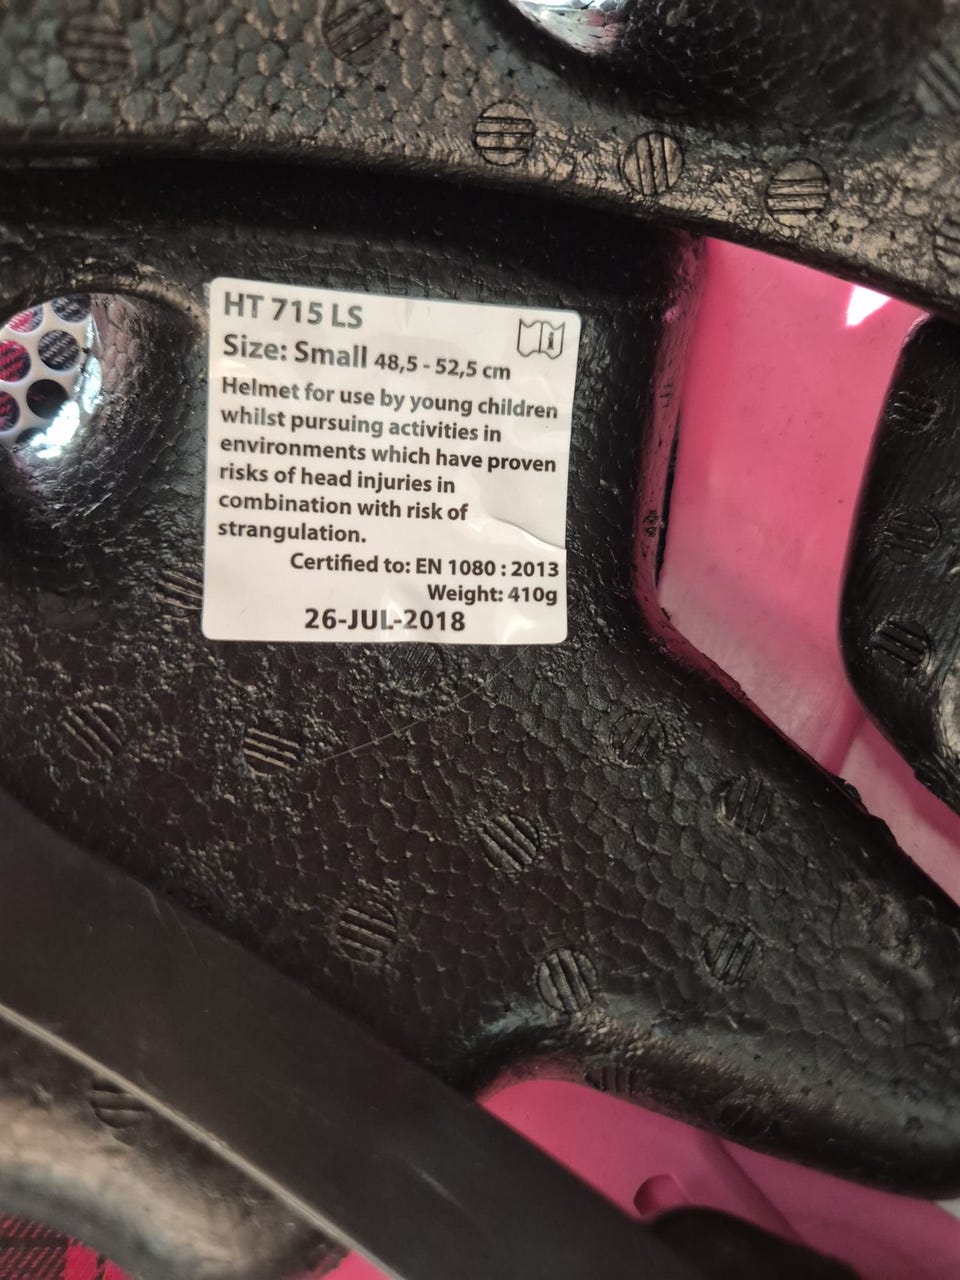 HT 715 LS
Size: Small 48,5 - 52,5 cm
Helmet for use by young children
whilst pursuing activities in
environments which have proven
risks of head injuries in
combination with risk of
strangulation.
Certified to: EN 1080 : 2013
Weight: 410g
26-JUL-2018